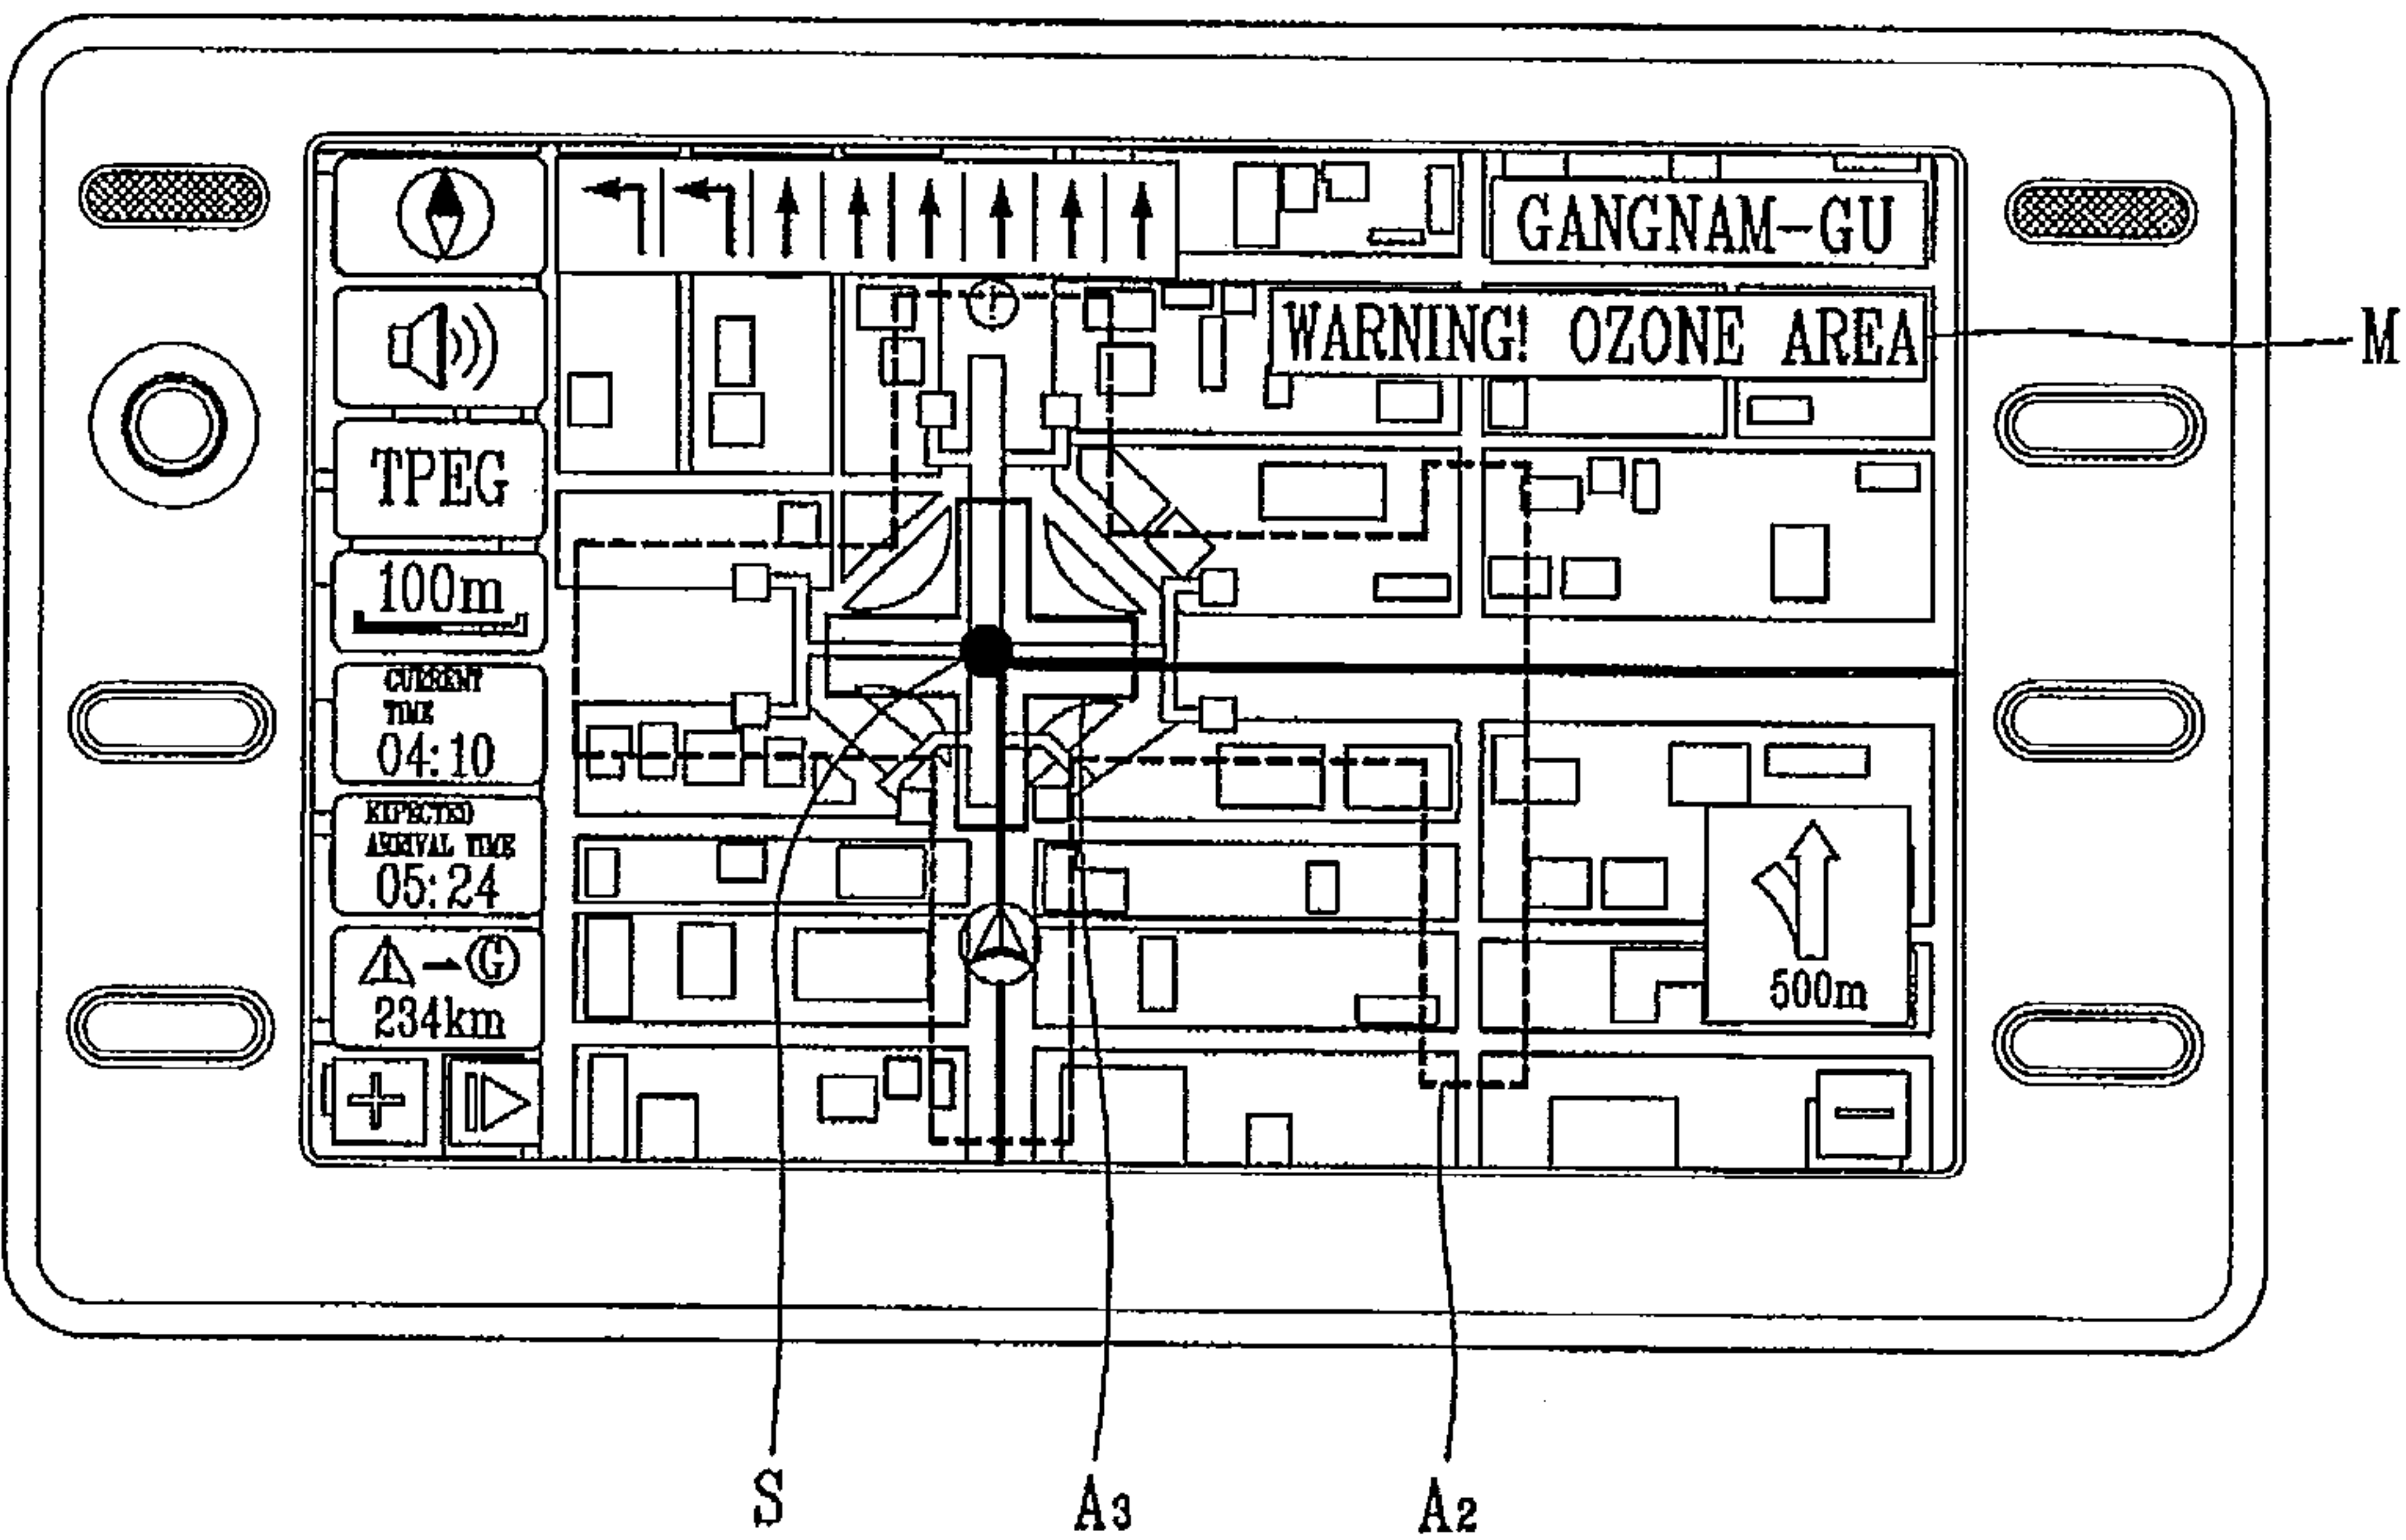 GANGNAM-GU
WARNING! OZONE AREA
M
TPEG
100m
CURRENT
TIME
04:10
EXPECTED
ARRIVAL TIME
05:24
G
234km
500m
S
A3
A2